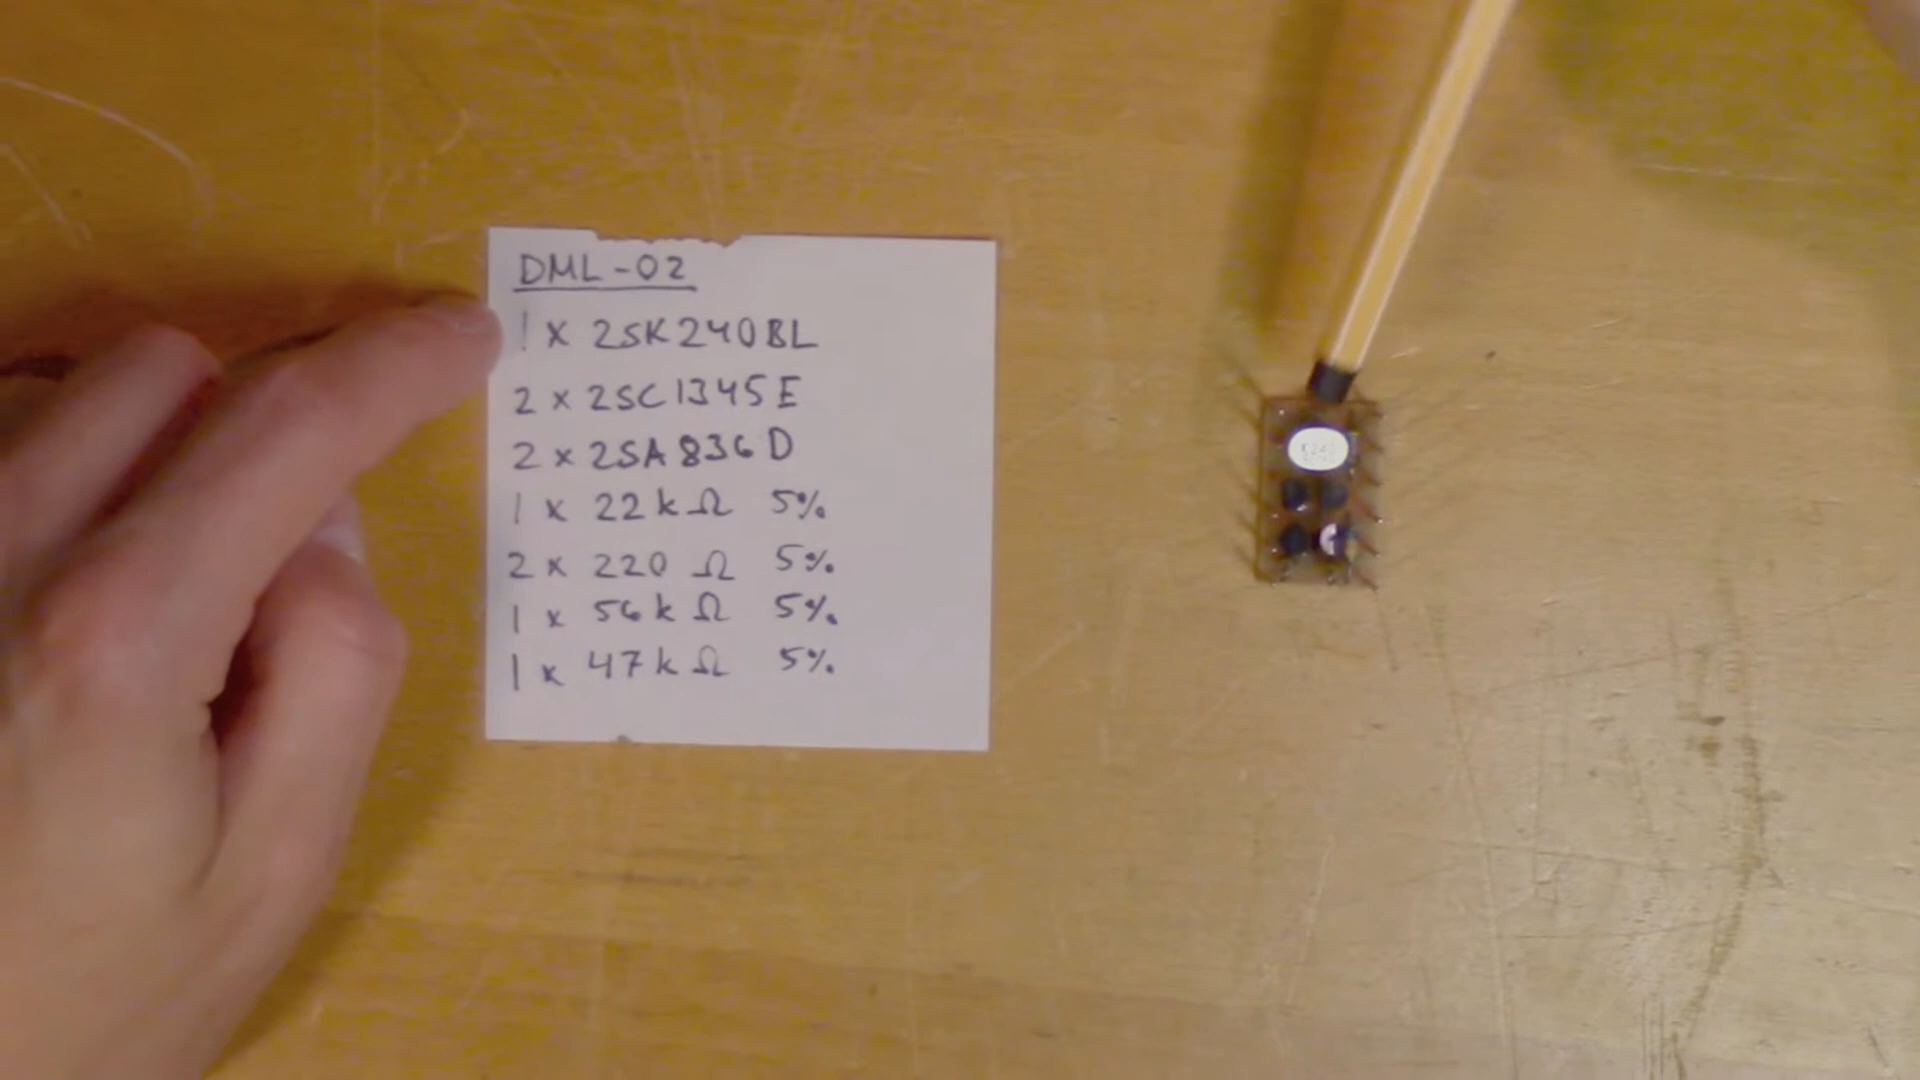 DML-02
1 x 2SK240BL
2 x 2SC1345E
2 x 2SA836D
1 x 22kΩ 5%
2 x 220 Ω 5%
1 x 56kΩ 5%
1 x 47kΩ 5%
K240